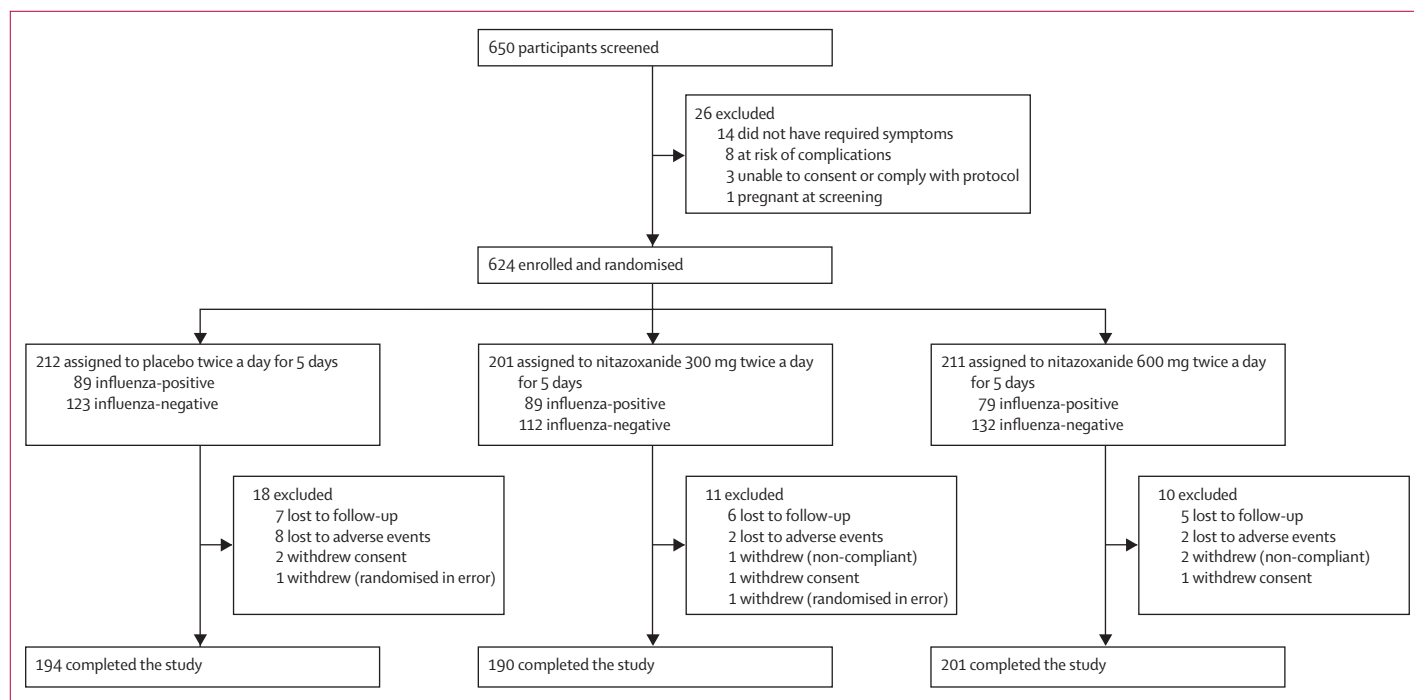 650 participants screened
26 excluded
14 did not have required symptoms
8 at risk of complications
3 unable to consent or comply with protocol
1 pregnant at screening
624 enrolled and randomised
212 assigned to placebo twice a day for 5 days
89 influenza-positive
123 influenza-negative
201 assigned to nitazoxanide 300 mg twice a day
for 5 days
89 influenza-positive
112 influenza-negative
211 assigned to nitazoxanide 600 mg twice a day
for 5 days
79 influenza-positive
132 influenza-negative
18 excluded
7 lost to follow-up
8 lost to adverse events
2 withdrew consent
1 withdrew (randomised in error)
11 excluded
6 lost to follow-up
2 lost to adverse events
1 withdrew (non-compliant)
1 withdrew consent
1 withdrew (randomised in error)
10 excluded
5 lost to follow-up
2 lost to adverse events
2 withdrew (non-compliant)
1 withdrew consent
194 completed the study
190 completed the study
201 completed the study